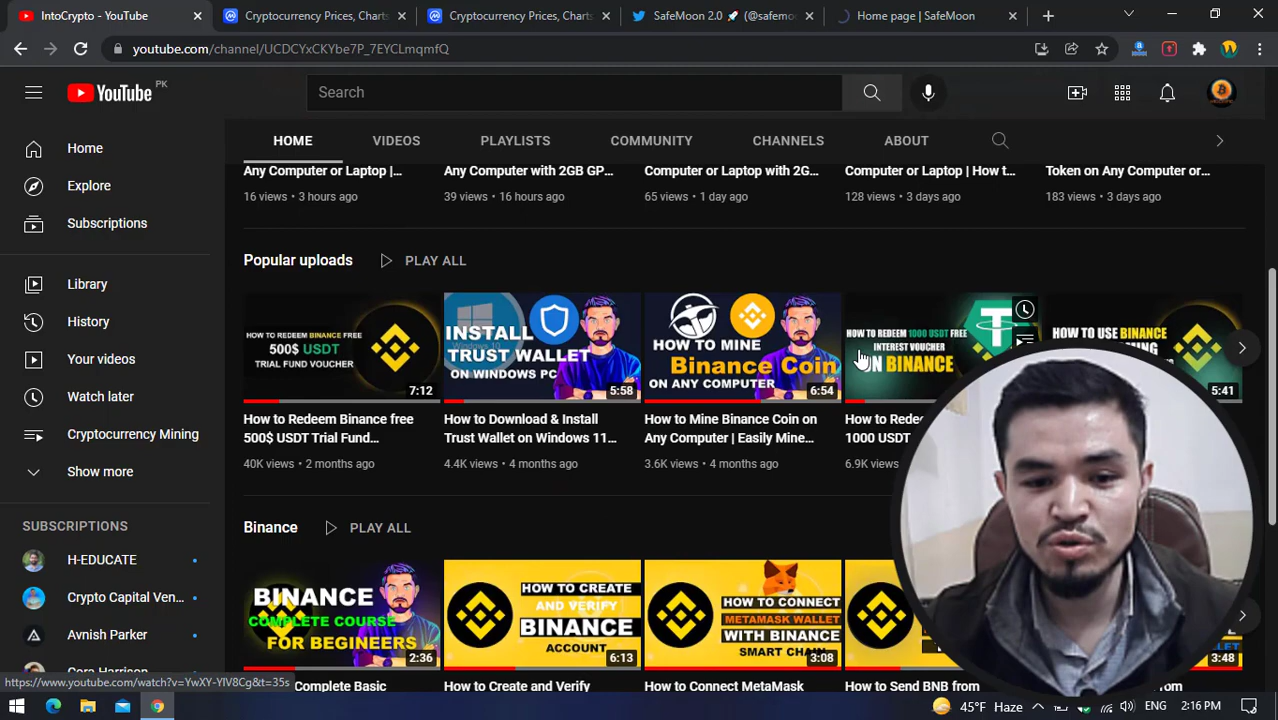 IntoCrypto - YouTube
Cryptocurrency Prices, Charts
Cryptocurrency Prices, Charts
SafeMoon 2.0 🚀 (@safemo
Home page | SafeMoon
youtube.com/channel/UCDCYxCKYbe7P_7EYCLmqmfQ
YouTube PK
Search
HOME
VIDEOS
PLAYLISTS
COMMUNITY
CHANNELS
ABOUT
Home
Explore
Subscriptions
Library
History
Your videos
Watch later
Cryptocurrency Mining
Show more
SUBSCRIPTIONS
H-EDUCATE
Crypto Capital Ven...
Avnish Parker
Cora Harrison
Any Computer or Laptop |...
16 views • 3 hours ago
Any Computer with 2GB GP...
39 views • 16 hours ago
Computer or Laptop with 2G...
65 views • 1 day ago
Computer or Laptop | How t...
128 views • 3 days ago
Token on Any Computer or...
183 views • 3 days ago
Popular uploads
PLAY ALL
HOW TO REDEEM BINANCE FREE
500$ USDT
TRIAL FUND VOUCHER
7:12
How to Redeem Binance free
500$ USDT Trial Fund...
40K views • 2 months ago
INSTALL
TRUST WALLET
ON WINDOWS PC
5:58
How to Download & Install
Trust Wallet on Windows 11...
4.4K views • 4 months ago
HOW TO MINE
Binance Coin
ON ANY COMPUTER
6:54
How to Mine Binance Coin on
Any Computer | Easily Mine...
3.6K views • 4 months ago
HOW TO REDEEM 1000 USDT FREE
INTEREST VOUCHER
ON BINANCE
How to Rede
1000 USDT
6.9K views
HOW TO USE BINANCE
5:41
Binance
PLAY ALL
BINANCE
COMPLETE COURSE
FOR BEGINEERS
2:36
Complete Basic
HOW TO CREATE
AND VERIFY
BINANCE
ACCOUNT
6:13
How to Create and Verify
HOW TO CONNECT
METAMASK WALLET
WITH BINANCE
SMART CHAIN
3:08
How to Connect MetaMask
How to Send BNB from
3:48
from
https://www.youtube.com/watch?v=YwXY-YlV8Cg&t=35s
45°F Haze
ENG
2:16 PM